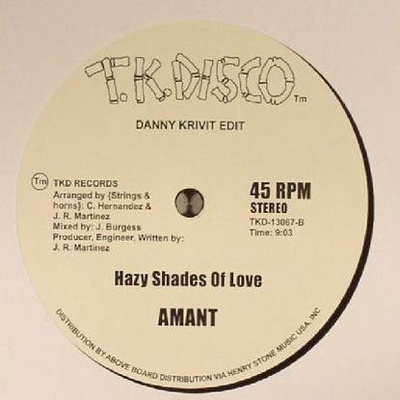 T.K.DISCO Tm
DANNY KRIVIT EDIT
Tm TKD RECORDS
Arranged by {Strings &
horns}: C. Hernandez &
J. R. Martinez
Mixed by: J. Burgess
Producer, Engineer, Written by:
J. R. Martinez
45 RPM
STEREO
TKD-13067-B
Time: 9:03
Hazy Shades Of Love
AMANT
DISTRIBUTION BY ABOVE BOARD DISTRIBUTION VIA HENRY STONE MUSIC USA, INC